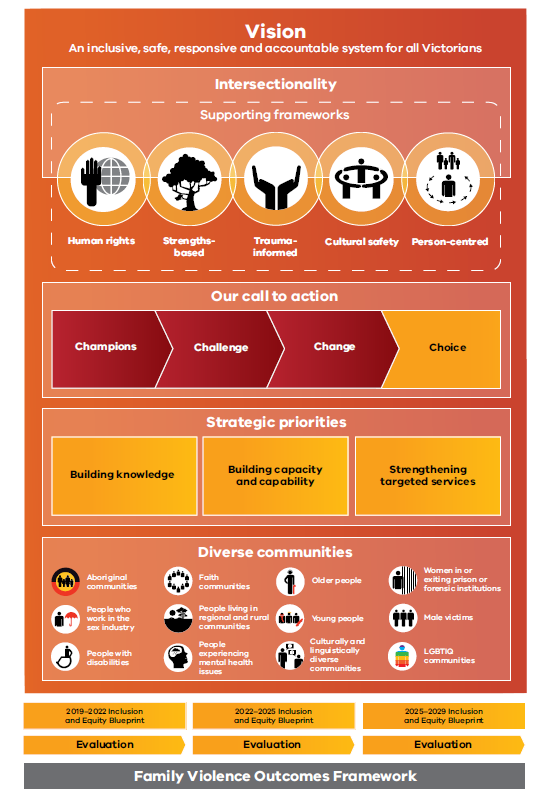 Vision
An inclusive, safe, responsive and accountable system for all Victorians
Intersectionality
Supporting frameworks
Human rights
Strengths-
based
Trauma-
informed
Cultural safety
Person-centred
Our call to action
Champions
Challenge
Change
Choice
Strategic priorities
Building knowledge
Building capacity
and capability
Strengthening
targeted services
Diverse communities
Aboriginal
communities
Faith
communities
Older people
Women in or
exiting prison or
forensic institutions
People who
work in the
sex industry
People living in
regional and rural
communities
Young people
Male victims
People with
disabilities
People
experiencing
mental health
issues
Culturally and
linguistically
diverse
communities
LGBTIQ
communities
2019–2022 Inclusion
and Equity Blueprint
2022–2025 Inclusion
and Equity Blueprint
2025–2029 Inclusion
and Equity Blueprint
Evaluation
Evaluation
Evaluation
Family Violence Outcomes Framework